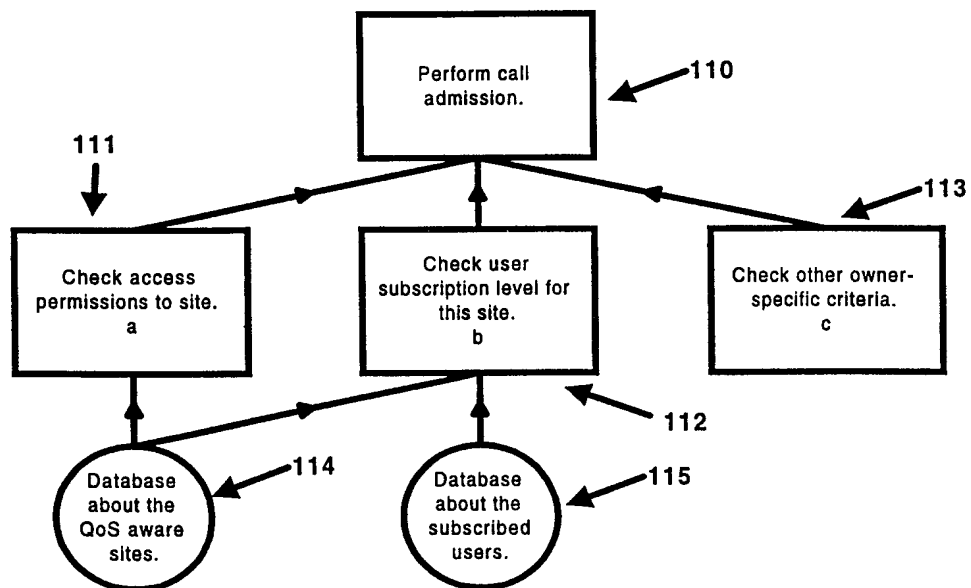 Perform call
admission.
110
111
113
Check access
permissions to site.
a
Check user
subscription level for
this site.
b
Check other owner-
specific criteria.
c
112
Database
about the
QoS aware
sites.
114
Database
about the
subscribed
users.
115